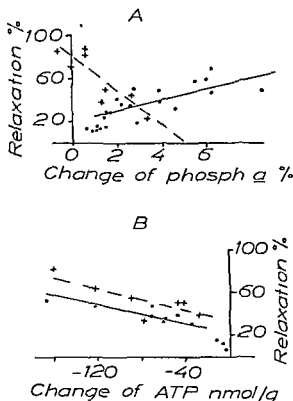 A
Relaxation %
100
60
20
0 2 4 6 8
Change of phosph a %
B
Relaxation %
100
60
20
-120 -40
Change of ATP nmol/g